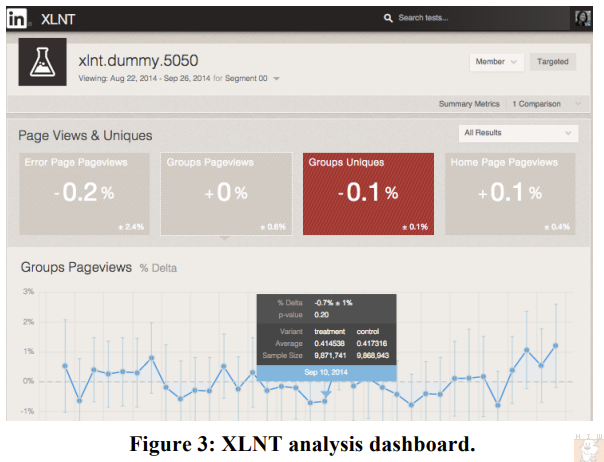 in XLNT Search tests...
xlnt.dummy.5050
Viewing: Aug 22, 2014 - Sep 26, 2014 for Segment 00
Member Targeted
Summary Metrics 1 Comparison
Page Views & Uniques All Results
Error Page Pageviews Groups Pageviews Groups Uniques Home Page Pageviews
-0.2 % +0 % -0.1 % +0.1 %
± 2.4% ± 0.6% ± 0.1% ± 0.4%
Groups Pageviews % Delta
3%
% Delta -0.7% ± 1%
p-value 0.20
2%
Variant treatment control
Average 0.414538 0.417316
1%
Sample Size 9,871,741 9,868,943
Sep 10, 2014
0%
-1%
Figure 3: XLNT analysis dashboard.